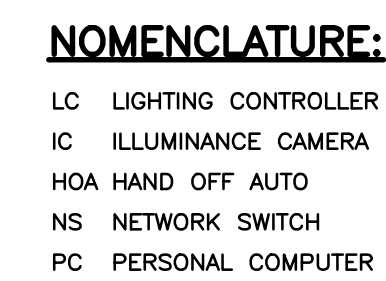 NOMENCLATURE:
LC LIGHTING CONTROLLER
IC ILLUMINANCE CAMERA
HOA HAND OFF AUTO
NS NETWORK SWITCH
PC PERSONAL COMPUTER